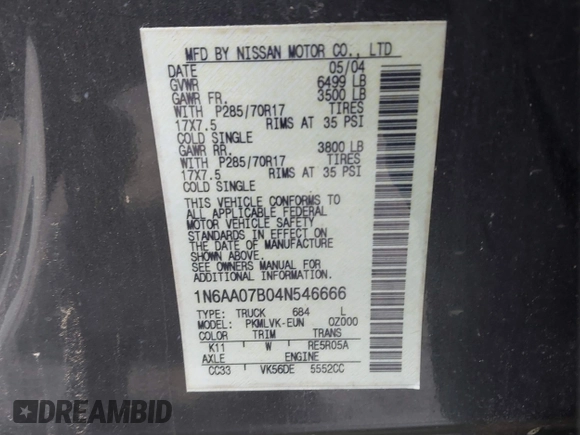 MFD BY NISSAN MOTOR CO., LTD
DATE 05/04
GVWR 6499 LB
GAWR FR. 3500 LB
WITH P285/70R17 TIRES
17X7.5 RIMS AT 35 PSI
COLD SINGLE
GAWR RR. 3800 LB
WITH P285/70R17 TIRES
17X7.5 RIMS AT 35 PSI
COLD SINGLE
THIS VEHICLE CONFORMS TO
ALL APPLICABLE FEDERAL
MOTOR VEHICLE SAFETY
STANDARDS IN EFFECT ON
THE DATE OF MANUFACTURE
SHOWN ABOVE.
SEE OWNERS MANUAL FOR
ADDITIONAL INFORMATION.
1N6AA07B04N546666
TYPE: TRUCK 684 L
MODEL: PKMLVK-EUN 0Z000
COLOR TRIM TRANS
K11 W RE5R05A
AXLE ENGINE
CC33 VK56DE 5552CC
DREAMBID